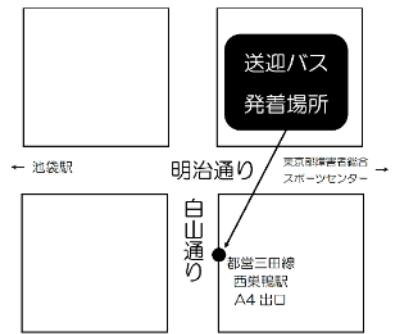 送迎バス
発着場所
← 池袋駅
明治通り
東京都障害者総合
スポーツセンター →
白山通り
都営三田線
西巣鴨駅
A4出口